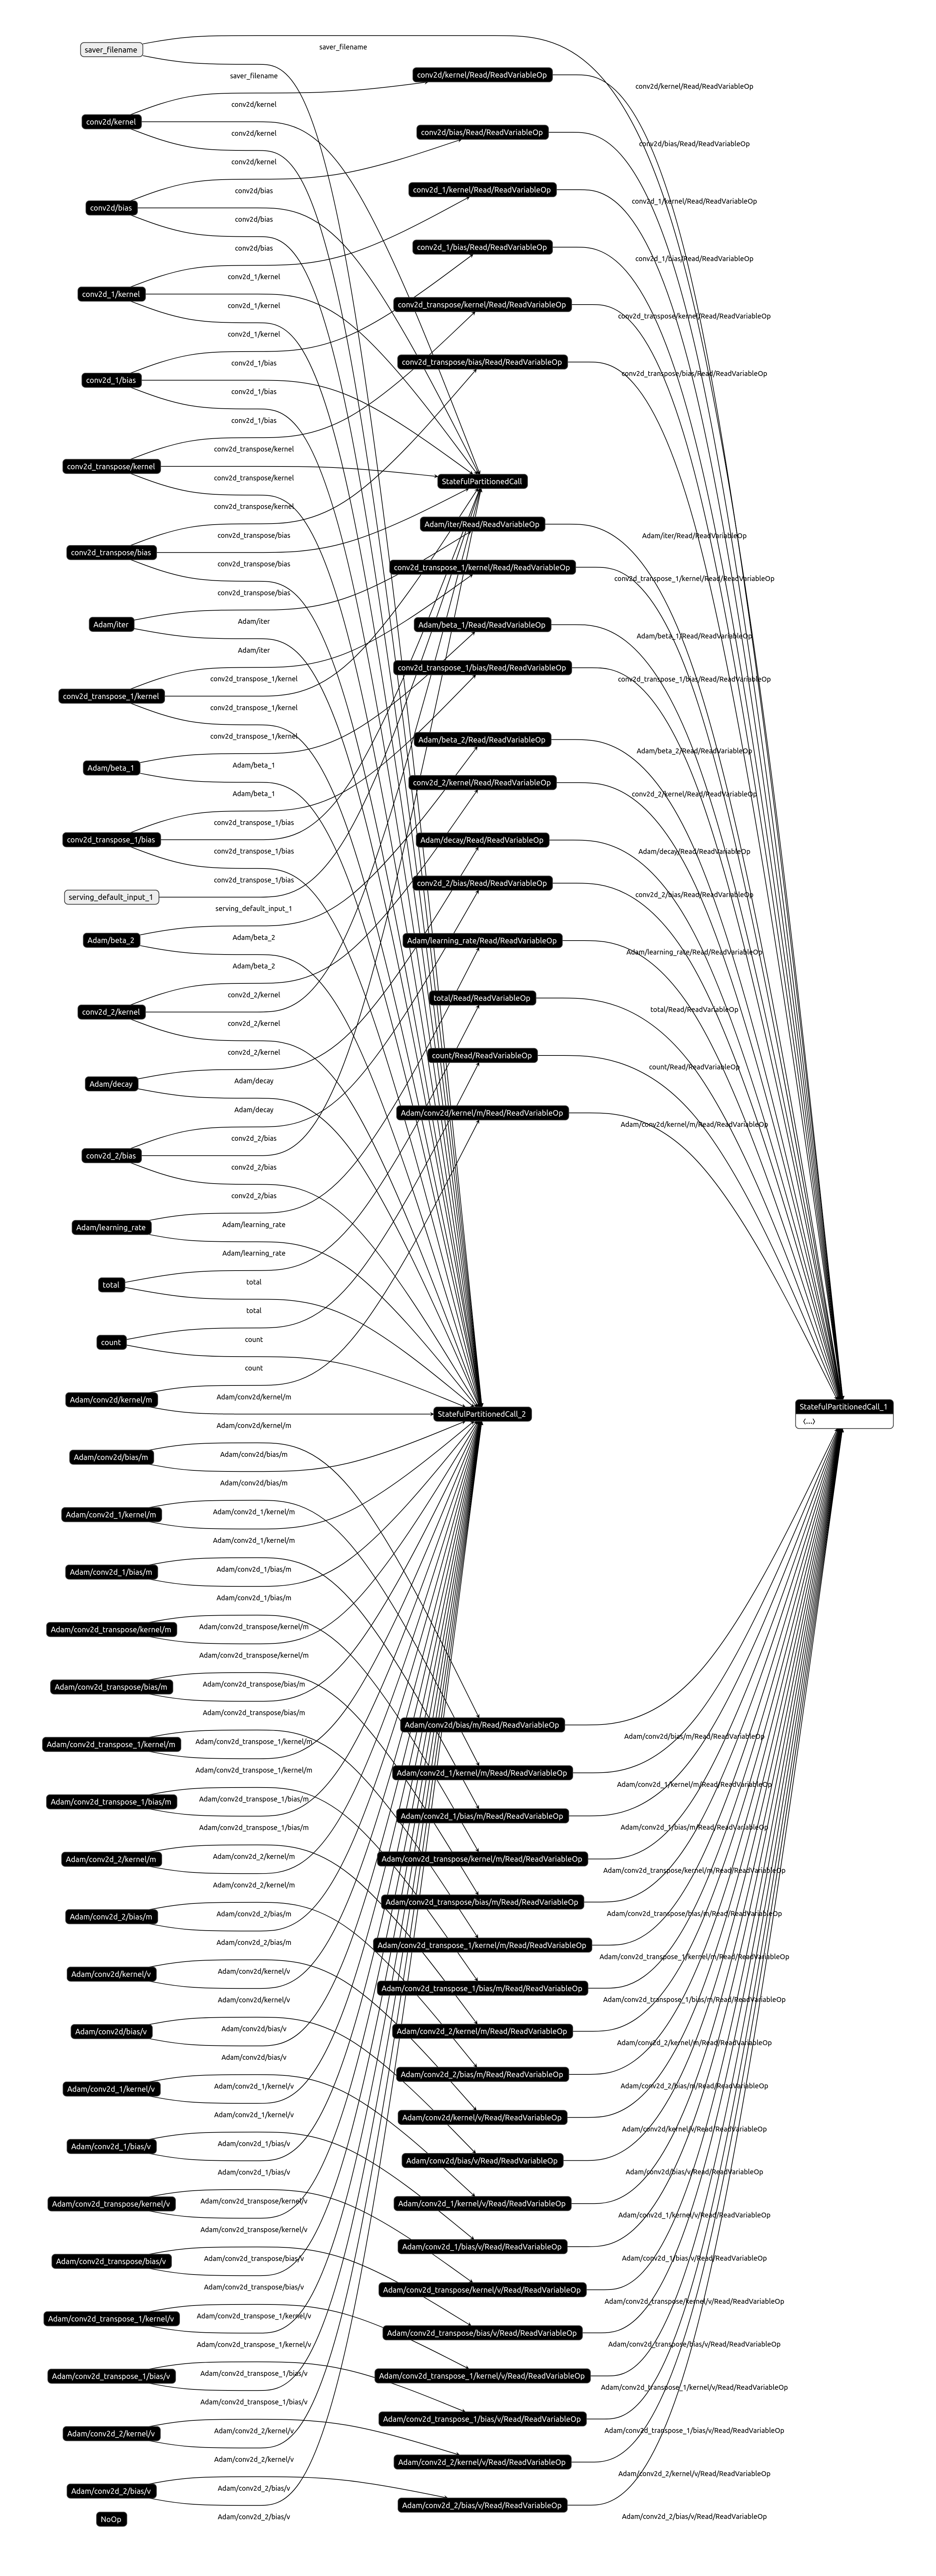 saver_filename
saver_filename
saver_filename
conv2d/kernel/Read/ReadVariableOp
conv2d/kernel/Read/ReadVariableOp
conv2d/kernel
conv2d/kernel
conv2d/kernel
conv2d/kernel
conv2d/bias/Read/ReadVariableOp
conv2d/bias/Read/ReadVariableOp
conv2d/bias
conv2d/bias
conv2d/bias
conv2d/bias
conv2d_1/kernel/Read/ReadVariableOp
conv2d_1/kernel/Read/ReadVariableOp
conv2d_1/kernel
conv2d_1/kernel
conv2d_1/kernel
conv2d_1/kernel
conv2d_1/bias/Read/ReadVariableOp
conv2d_1/bias/Read/ReadVariableOp
conv2d_1/bias
conv2d_1/bias
conv2d_1/bias
conv2d_1/bias
conv2d_transpose/kernel/Read/ReadVariableOp
conv2d_transpose/kernel/Read/ReadVariableOp
conv2d_transpose/bias/Read/ReadVariableOp
conv2d_transpose/bias/Read/ReadVariableOp
conv2d_transpose/kernel
conv2d_transpose/kernel
conv2d_transpose/kernel
conv2d_transpose/kernel
StatefulPartitionedCall
conv2d_transpose/bias
conv2d_transpose/bias
conv2d_transpose/bias
conv2d_transpose/bias
Adam/iter/Read/ReadVariableOp
Adam/iter/Read/ReadVariableOp
conv2d_transpose_1/kernel/Read/ReadVariableOp
conv2d_transpose_1/kernel/Read/ReadVariableOp
Adam/iter
Adam/iter
Adam/iter
Adam/beta_1/Read/ReadVariableOp
Adam/beta_1/Read/ReadVariableOp
conv2d_transpose_1/kernel
conv2d_transpose_1/kernel
conv2d_transpose_1/kernel
conv2d_transpose_1/kernel
conv2d_transpose_1/bias/Read/ReadVariableOp
conv2d_transpose_1/bias/Read/ReadVariableOp
Adam/beta_1
Adam/beta_1
Adam/beta_1
Adam/beta_2/Read/ReadVariableOp
Adam/beta_2/Read/ReadVariableOp
conv2d_transpose_1/bias
conv2d_transpose_1/bias
conv2d_transpose_1/bias
conv2d_transpose_1/bias
conv2d_2/kernel/Read/ReadVariableOp
conv2d_2/kernel/Read/ReadVariableOp
serving_default_input_1
serving_default_input_1
Adam/decay/Read/ReadVariableOp
Adam/decay/Read/ReadVariableOp
Adam/beta_2
Adam/beta_2
Adam/beta_2
conv2d_2/bias/Read/ReadVariableOp
conv2d_2/bias/Read/ReadVariableOp
conv2d_2/kernel
conv2d_2/kernel
conv2d_2/kernel
conv2d_2/kernel
Adam/learning_rate/Read/ReadVariableOp
Adam/learning_rate/Read/ReadVariableOp
Adam/decay
Adam/decay
Adam/decay
total/Read/ReadVariableOp
total/Read/ReadVariableOp
conv2d_2/bias
conv2d_2/bias
conv2d_2/bias
conv2d_2/bias
count/Read/ReadVariableOp
count/Read/ReadVariableOp
Adam/learning_rate
Adam/learning_rate
Adam/learning_rate
Adam/conv2d/kernel/m/Read/ReadVariableOp
Adam/conv2d/kernel/m/Read/ReadVariableOp
total
total
total
count
count
count
Adam/conv2d/kernel/m
Adam/conv2d/kernel/m
Adam/conv2d/kernel/m
StatefulPartitionedCall_2
StatefulPartitionedCall_1
{...}
Adam/conv2d/bias/m
Adam/conv2d/bias/m
Adam/conv2d/bias/m
Adam/conv2d_1/kernel/m
Adam/conv2d_1/kernel/m
Adam/conv2d_1/kernel/m
Adam/conv2d_1/bias/m
Adam/conv2d_1/bias/m
Adam/conv2d_1/bias/m
Adam/conv2d_transpose/kernel/m
Adam/conv2d_transpose/kernel/m
Adam/conv2d_transpose/kernel/m
Adam/conv2d_transpose/bias/m
Adam/conv2d_transpose/bias/m
Adam/conv2d_transpose/bias/m
Adam/conv2d/bias/m/Read/ReadVariableOp
Adam/conv2d/bias/m/Read/ReadVariableOp
Adam/conv2d_transpose_1/kernel/m
Adam/conv2d_transpose_1/kernel/m
Adam/conv2d_transpose_1/kernel/m
Adam/conv2d_1/kernel/m/Read/ReadVariableOp
Adam/conv2d_1/kernel/m/Read/ReadVariableOp
Adam/conv2d_transpose_1/bias/m
Adam/conv2d_transpose_1/bias/m
Adam/conv2d_transpose_1/bias/m
Adam/conv2d_1/bias/m/Read/ReadVariableOp
Adam/conv2d_1/bias/m/Read/ReadVariableOp
Adam/conv2d_2/kernel/m
Adam/conv2d_2/kernel/m
Adam/conv2d_2/kernel/m
Adam/conv2d_transpose/kernel/m/Read/ReadVariableOp
Adam/conv2d_transpose/kernel/m/Read/ReadVariableOp
Adam/conv2d_2/bias/m
Adam/conv2d_2/bias/m
Adam/conv2d_2/bias/m
Adam/conv2d_transpose/bias/m/Read/ReadVariableOp
Adam/conv2d_transpose/bias/m/Read/ReadVariableOp
Adam/conv2d_transpose_1/kernel/m/Read/ReadVariableOp
Adam/conv2d_transpose_1/kernel/m/Read/ReadVariableOp
Adam/conv2d/kernel/v
Adam/conv2d/kernel/v
Adam/conv2d/kernel/v
Adam/conv2d_transpose_1/bias/m/Read/ReadVariableOp
Adam/conv2d_transpose_1/bias/m/Read/ReadVariableOp
Adam/conv2d/bias/v
Adam/conv2d/bias/v
Adam/conv2d/bias/v
Adam/conv2d_2/kernel/m/Read/ReadVariableOp
Adam/conv2d_2/kernel/m/Read/ReadVariableOp
Adam/conv2d_1/kernel/v
Adam/conv2d_1/kernel/v
Adam/conv2d_1/kernel/v
Adam/conv2d_2/bias/m/Read/ReadVariableOp
Adam/conv2d_2/bias/m/Read/ReadVariableOp
Adam/conv2d_1/bias/v
Adam/conv2d_1/bias/v
Adam/conv2d_1/bias/v
Adam/conv2d/kernel/v/Read/ReadVariableOp
Adam/conv2d/kernel/v/Read/ReadVariableOp
Adam/conv2d/bias/v/Read/ReadVariableOp
Adam/conv2d/bias/v/Read/ReadVariableOp
Adam/conv2d_transpose/kernel/v
Adam/conv2d_transpose/kernel/v
Adam/conv2d_transpose/kernel/v
Adam/conv2d_1/kernel/v/Read/ReadVariableOp
Adam/conv2d_1/kernel/v/Read/ReadVariableOp
Adam/conv2d_transpose/bias/v
Adam/conv2d_transpose/bias/v
Adam/conv2d_transpose/bias/v
Adam/conv2d_1/bias/v/Read/ReadVariableOp
Adam/conv2d_1/bias/v/Read/ReadVariableOp
Adam/conv2d_transpose_1/kernel/v
Adam/conv2d_transpose_1/kernel/v
Adam/conv2d_transpose_1/kernel/v
Adam/conv2d_transpose/kernel/v/Read/ReadVariableOp
Adam/conv2d_transpose/kernel/v/Read/ReadVariableOp
Adam/conv2d_transpose/bias/v/Read/ReadVariableOp
Adam/conv2d_transpose/bias/v/Read/ReadVariableOp
Adam/conv2d_transpose_1/bias/v
Adam/conv2d_transpose_1/bias/v
Adam/conv2d_transpose_1/bias/v
Adam/conv2d_transpose_1/kernel/v/Read/ReadVariableOp
Adam/conv2d_transpose_1/kernel/v/Read/ReadVariableOp
Adam/conv2d_2/kernel/v
Adam/conv2d_2/kernel/v
Adam/conv2d_2/kernel/v
Adam/conv2d_transpose_1/bias/v/Read/ReadVariableOp
Adam/conv2d_transpose_1/bias/v/Read/ReadVariableOp
Adam/conv2d_2/kernel/v/Read/ReadVariableOp
Adam/conv2d_2/kernel/v/Read/ReadVariableOp
Adam/conv2d_2/bias/v
Adam/conv2d_2/bias/v
Adam/conv2d_2/bias/v
Adam/conv2d_2/bias/v/Read/ReadVariableOp
Adam/conv2d_2/bias/v/Read/ReadVariableOp
NoOp